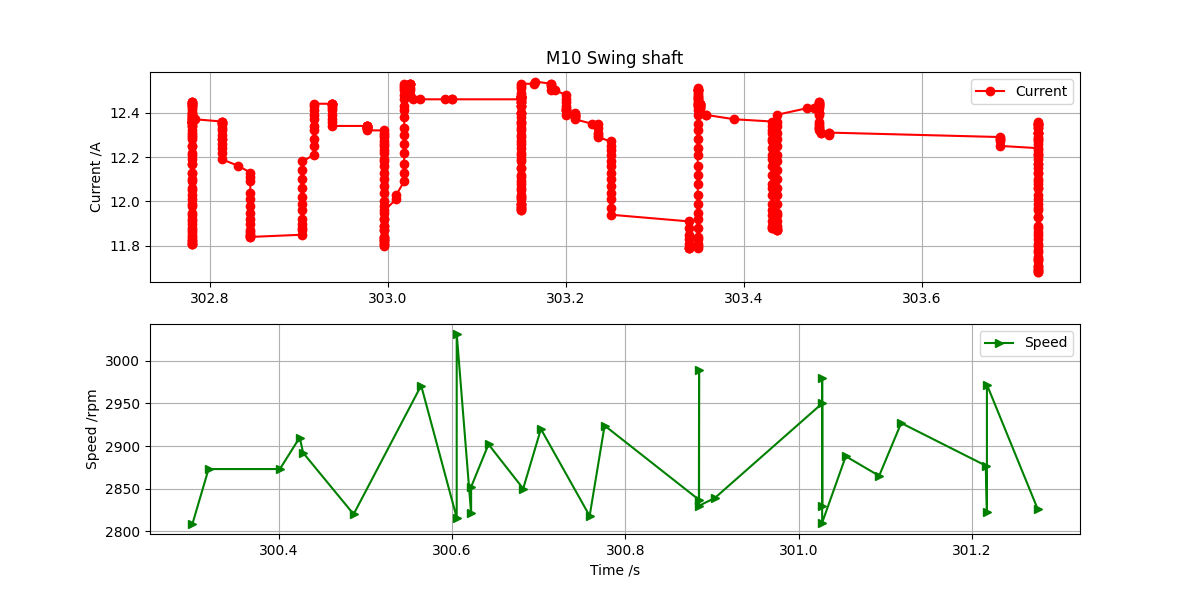 M10 Swing shaft
Current /A
12.4
12.2
12.0
11.8
Current
302.8 303.0 303.2 303.4 303.6
Speed /rpm
3000
2950
2900
2850
2800
Speed
300.4 300.6 300.8 301.0 301.2
Time /s